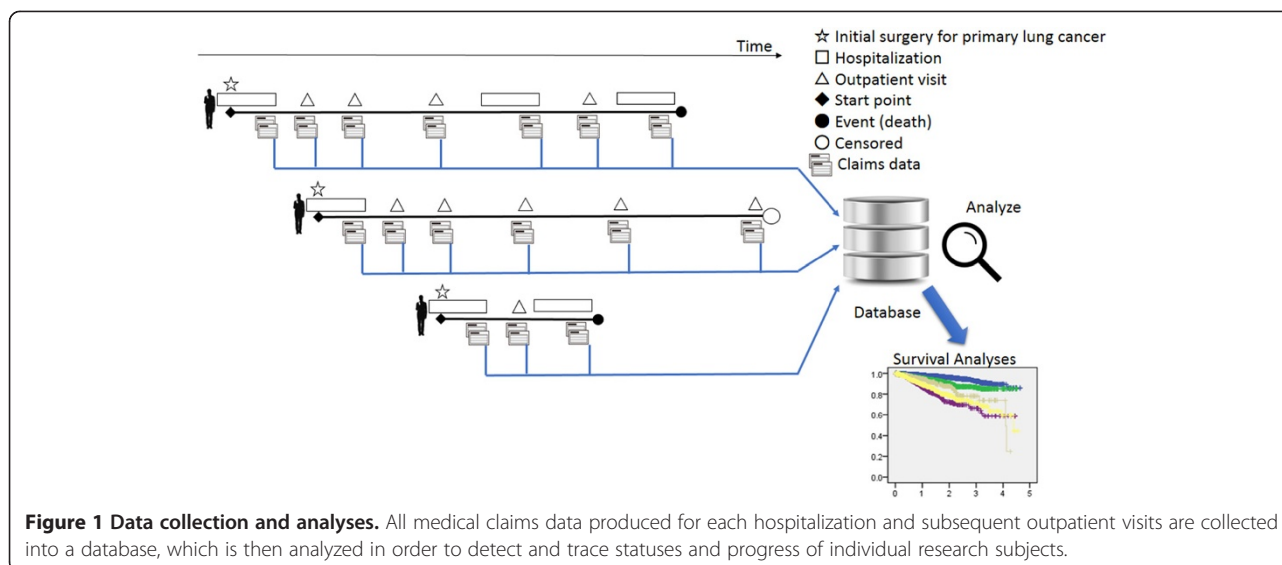 Time
Initial surgery for primary lung cancer
Hospitalization
Outpatient visit
Start point
Event (death)
Censored
Claims data
Analyze
Database
Survival Analyses
1.0
0.8
0.6
0.4
0.2
0.0
0 1 2 3 4 5
Figure 1 Data collection and analyses. All medical claims data produced for each hospitalization and subsequent outpatient visits are collected
into a database, which is then analyzed in order to detect and trace statuses and progress of individual research subjects.